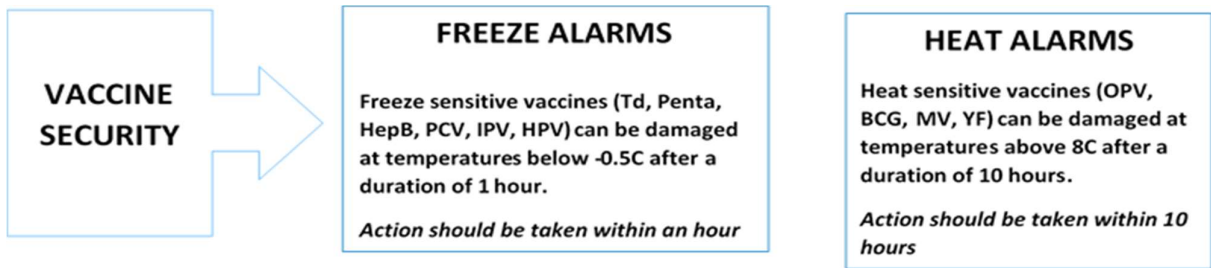 VACCINE
SECURITY
FREEZE ALARMS
Freeze sensitive vaccines (Td, Penta,
HepB, PCV, IPV, HPV) can be damaged
at temperatures below -0.5C after a
duration of 1 hour.
Action should be taken within an hour
HEAT ALARMS
Heat sensitive vaccines (OPV,
BCG, MV, YF) can be damaged at
temperatures above 8C after a
duration of 10 hours.
Action should be taken within 10
hours